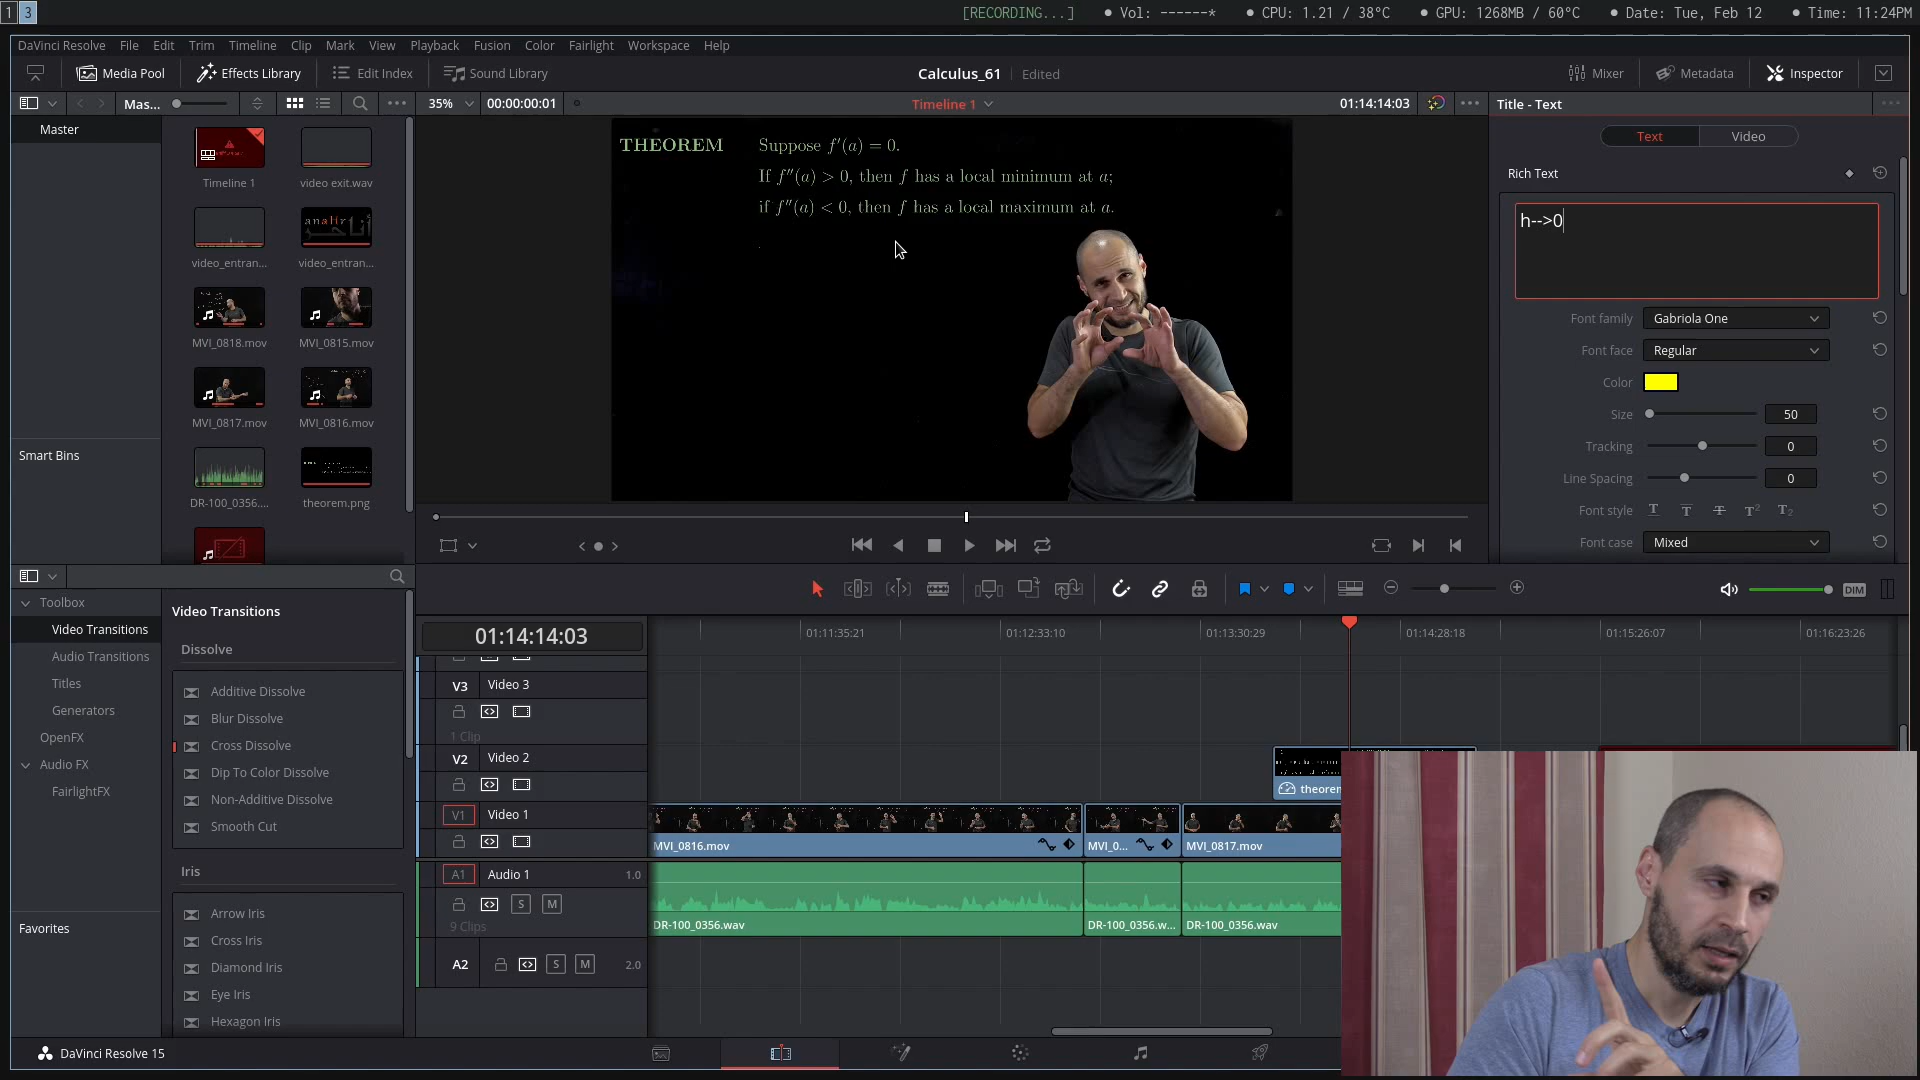 1 3 [RECORDING...] • Vol: ------* • CPU: 1.21 / 38°C • GPU: 1268MB / 60°C • Date: Tue, Feb 12 • Time: 11:24PM
DaVinci Resolve File Edit Trim Timeline Clip Mark View Playback Fusion Color Fairlight Workspace Help
Media Pool Effects Library Edit Index Sound Library Calculus_61 Edited Mixer Metadata Inspector
Mas... 35% 00:00:00:01 Timeline 1 01:14:14:03 Title - Text
Master
Timeline 1
video exit.wav
video_entran...
video_entran...
MVI_0818.mov
MVI_0815.mov
MVI_0817.mov
MVI_0816.mov
DR-100_0356....
theorem.png
Smart Bins
THEOREM Suppose f′(a) = 0.
If f″(a) > 0, then f has a local minimum at a;
if f″(a) < 0, then f has a local maximum at a.
Text Video
Rich Text
h-->0
Font family Gabriola One
Font face Regular
Color
Size 50
Tracking 0
Line Spacing 0
Font style T T T T² T₂
Font case Mixed
Toolbox
Video Transitions
Audio Transitions
Titles
Generators
OpenFX
Audio FX
FairlightFX
Favorites
Video Transitions
Dissolve
Additive Dissolve
Blur Dissolve
Cross Dissolve
Dip To Color Dissolve
Non-Additive Dissolve
Smooth Cut
Iris
Arrow Iris
Cross Iris
Diamond Iris
Eye Iris
Hexagon Iris
DIM
01:14:14:03 01:11:35:21 01:12:33:10 01:13:30:29 01:14:28:18 01:15:26:07 01:16:23:26
V3 Video 3
1 Clip
V2 Video 2
theorem
V1 Video 1
MVI_0816.mov MVI_0... MVI_0817.mov
A1 Audio 1 1.0
S M
9 Clips
DR-100_0356.wav DR-100_0356.w... DR-100_0356.wav
A2 S M 2.0
DaVinci Resolve 15